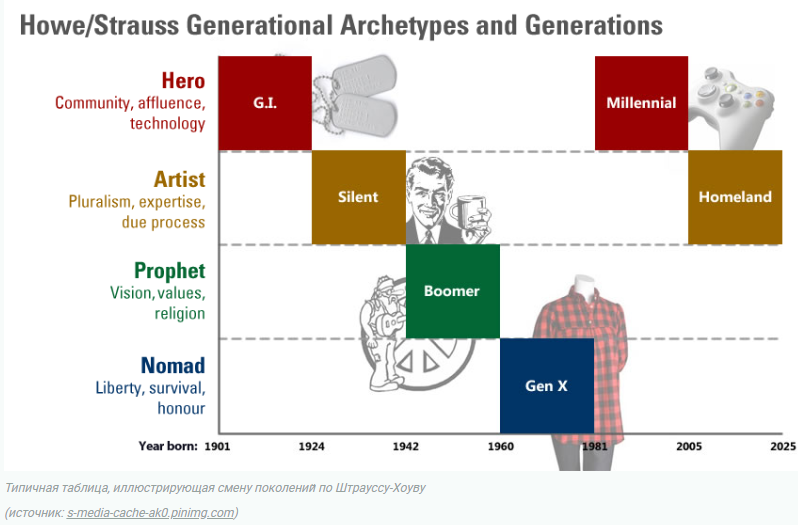 Howe/Strauss Generational Archetypes and Generations
Hero
Community, affluence,
technology
G.I.
Millennial
Artist
Pluralism, expertise,
due process
Silent
Homeland
Prophet
Vision, values,
religion
Boomer
Nomad
Liberty, survival,
honour
Gen X
Year born: 1901 1924 1942 1960 1981 2005 2025
Типичная таблица, иллюстрирующая смену поколений по Штрауссу-Хоуву
(источник: s-media-cache-ak0.pinimg.com)